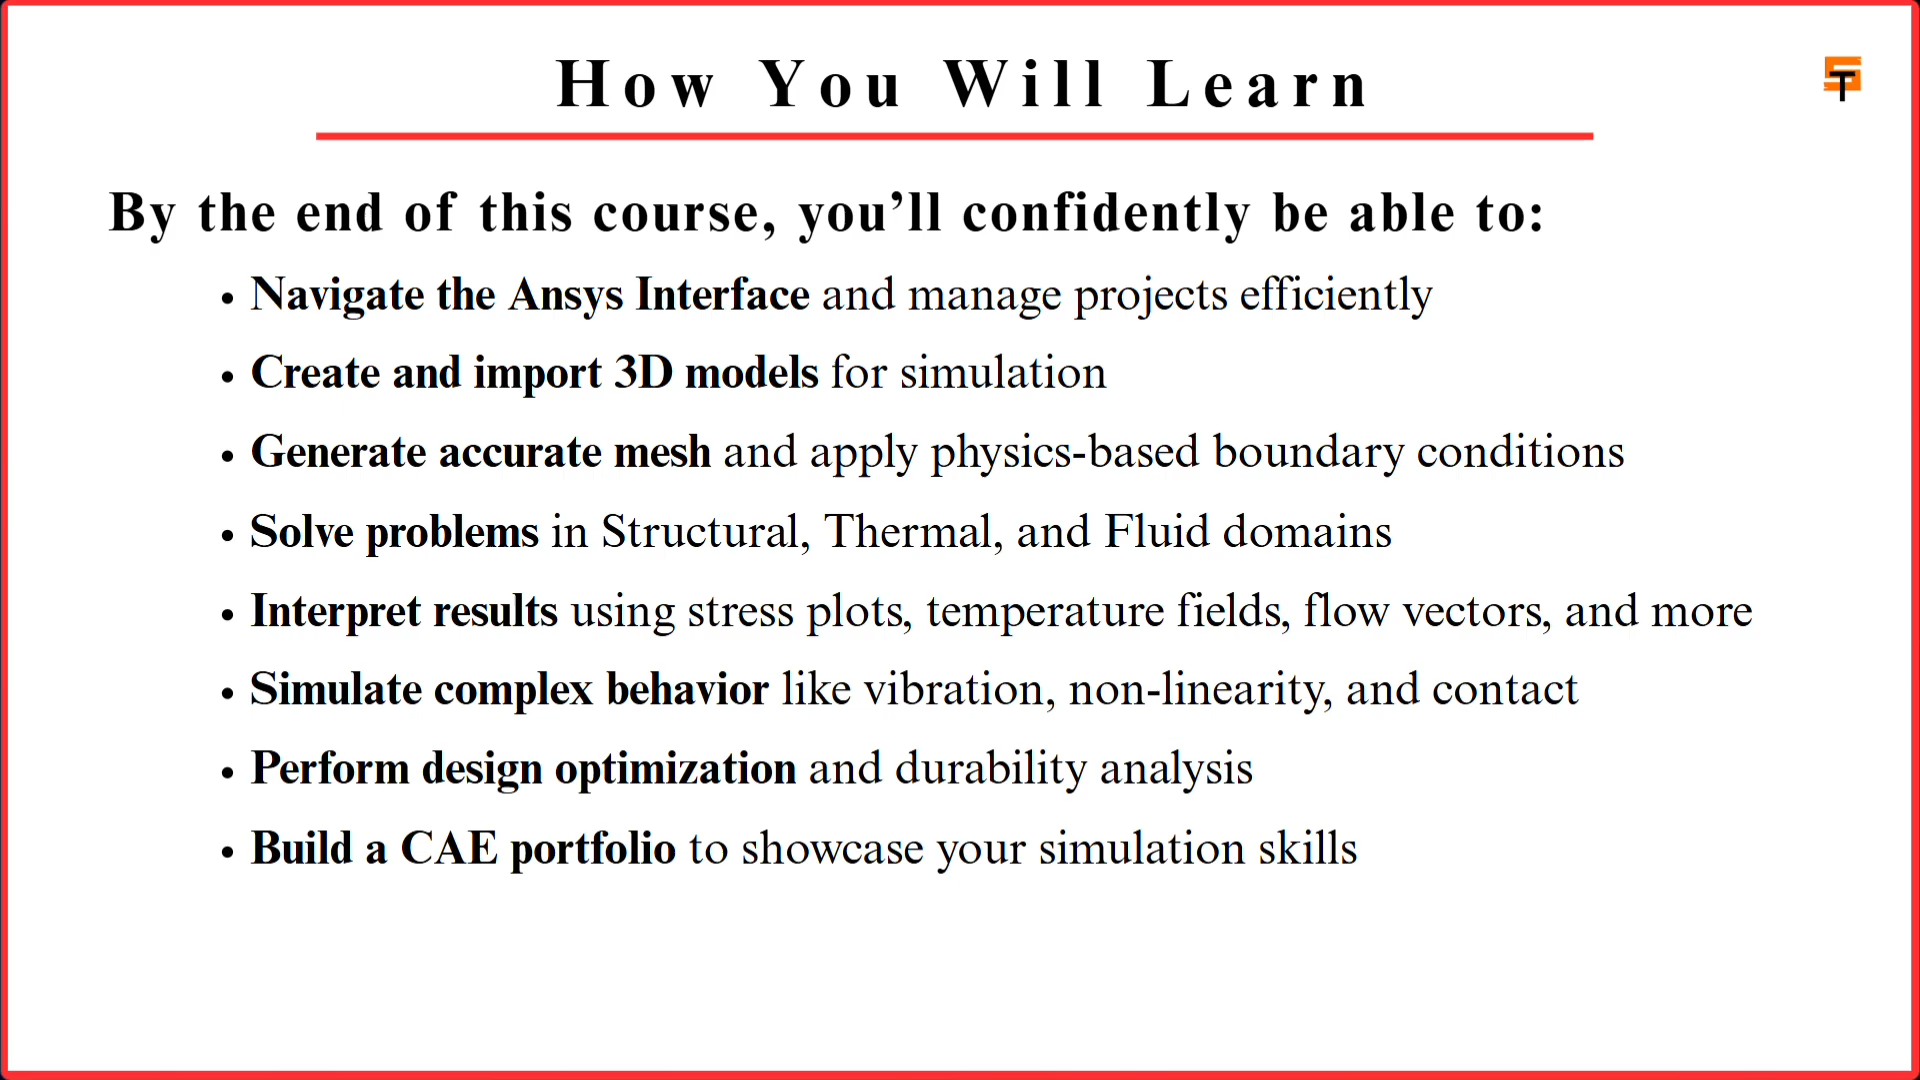 How You Will Learn
By the end of this course, you’ll confidently be able to:
• Navigate the Ansys Interface and manage projects efficiently
• Create and import 3D models for simulation
• Generate accurate mesh and apply physics-based boundary conditions
• Solve problems in Structural, Thermal, and Fluid domains
• Interpret results using stress plots, temperature fields, flow vectors, and more
• Simulate complex behavior like vibration, non-linearity, and contact
• Perform design optimization and durability analysis
• Build a CAE portfolio to showcase your simulation skills